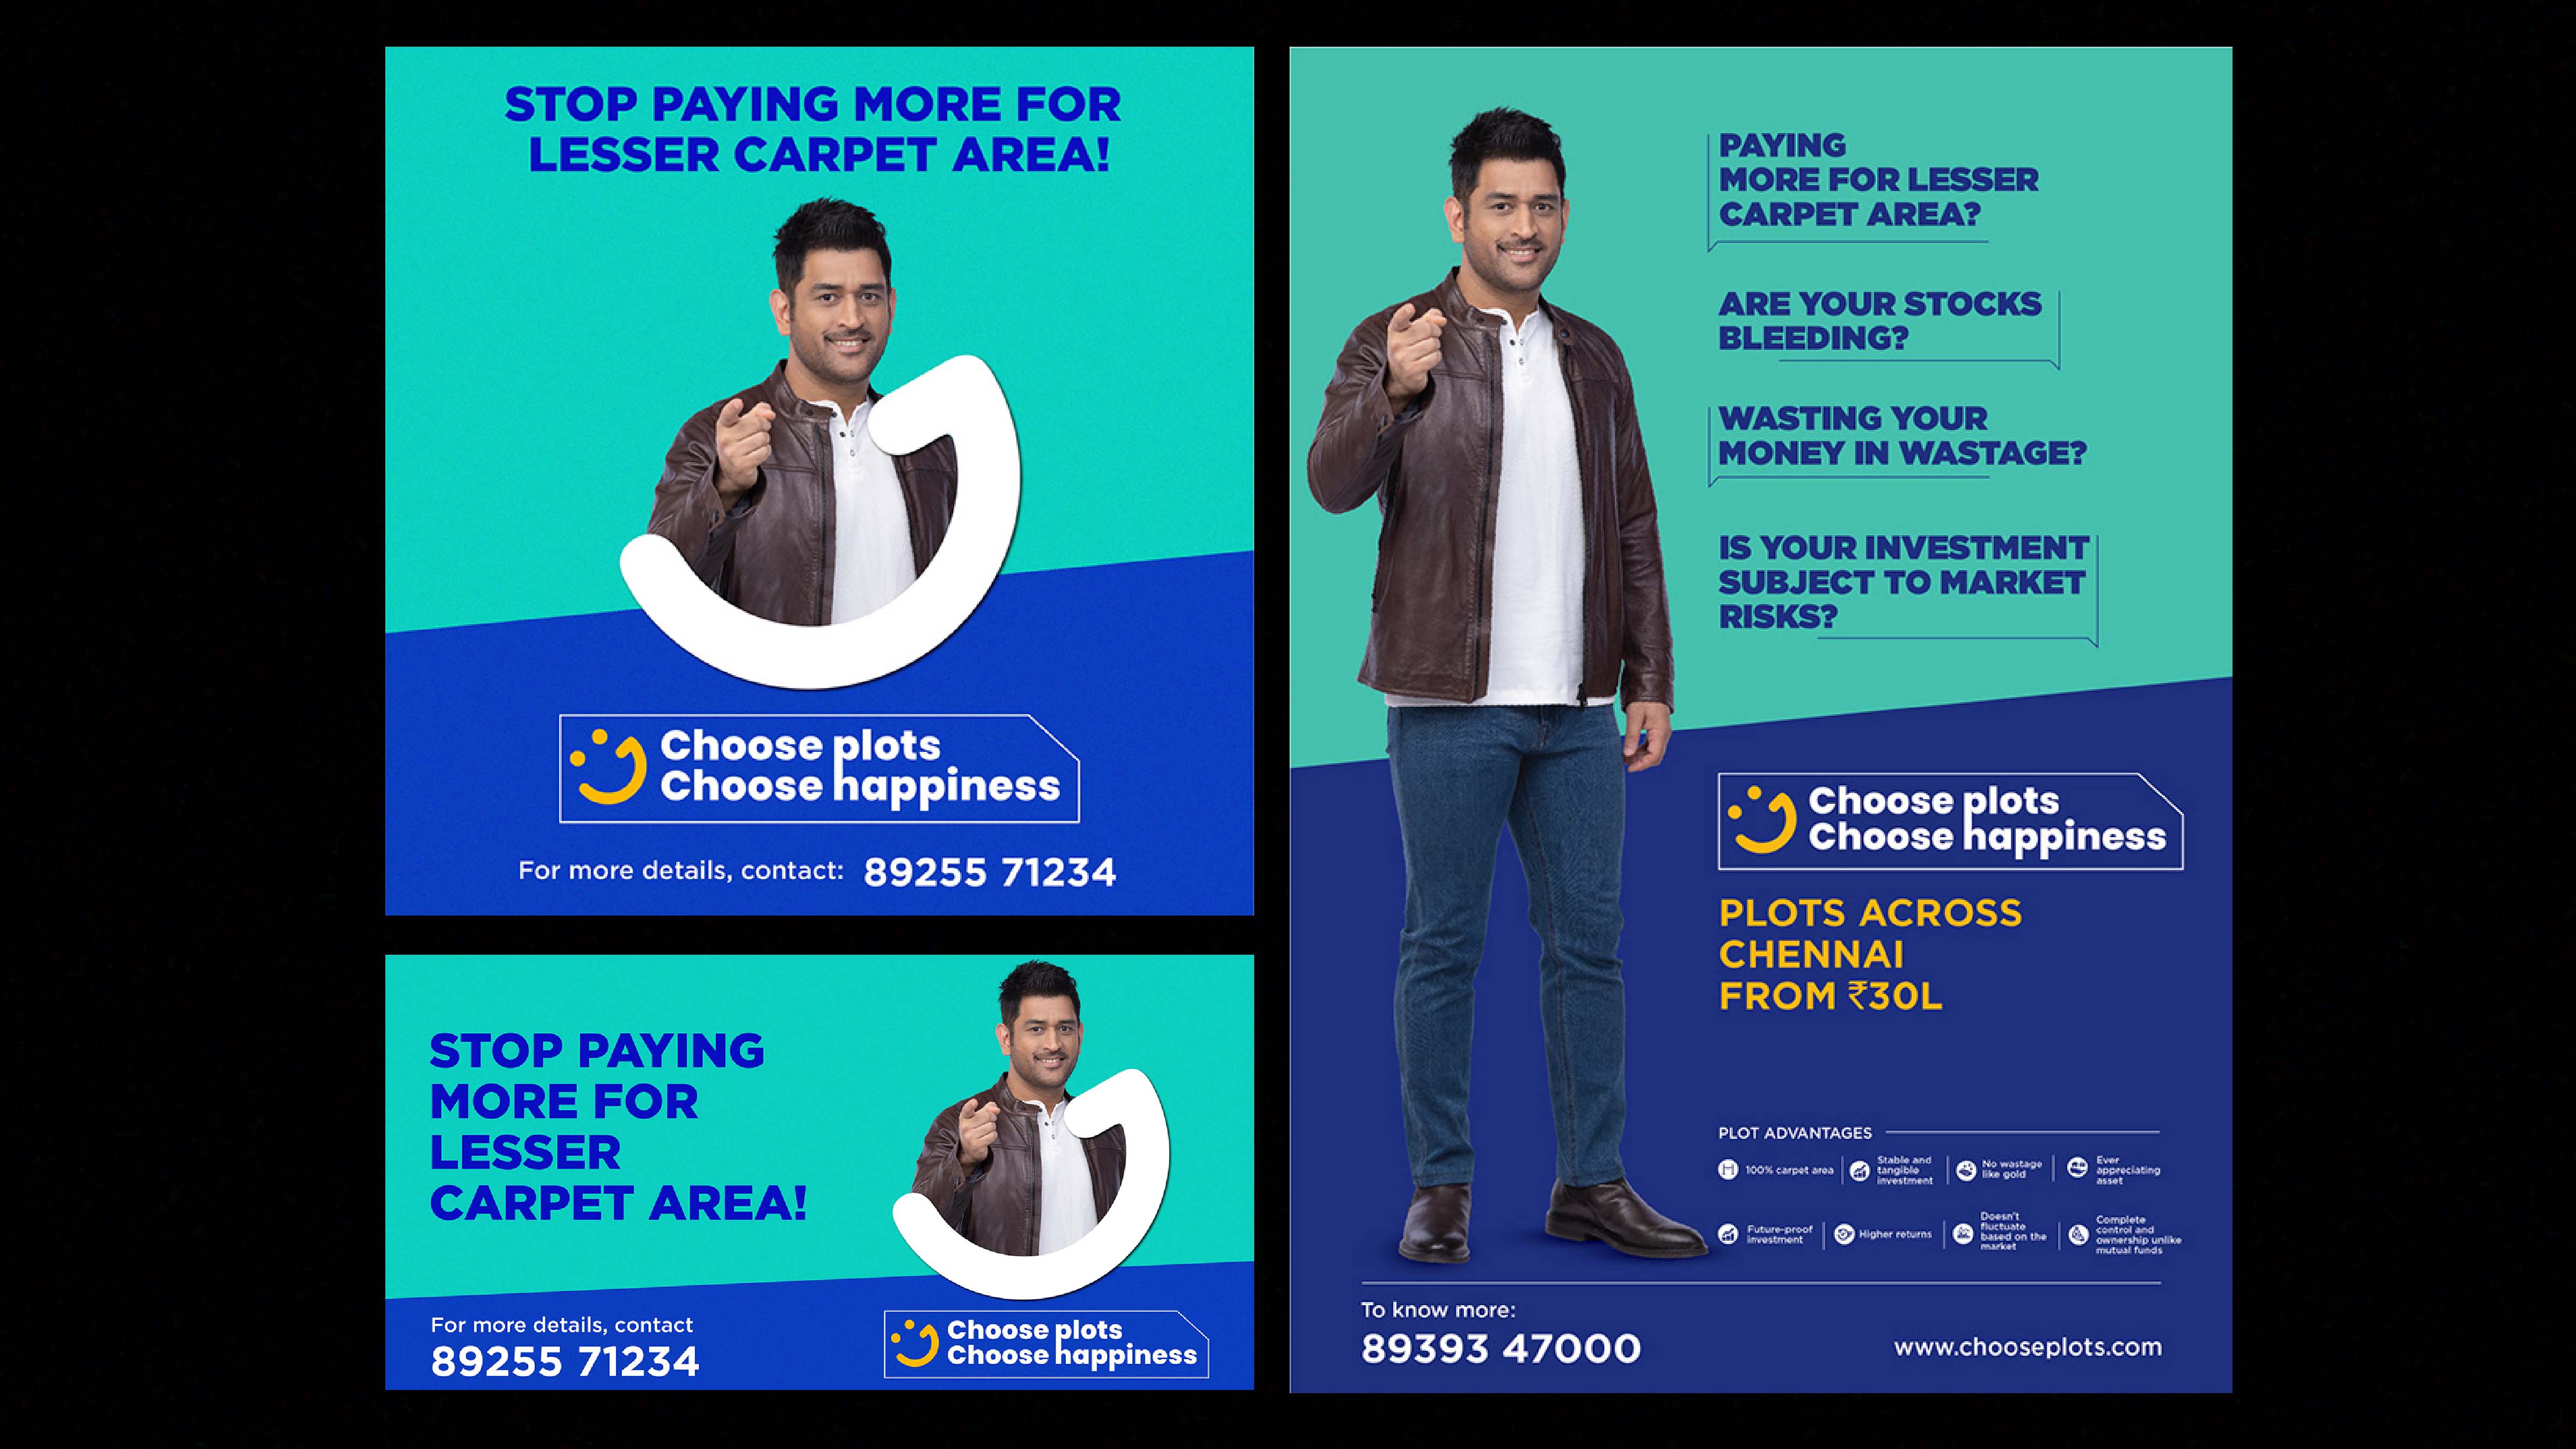 STOP PAYING MORE FOR
LESSER CARPET AREA!
Choose plots
Choose happiness
For more details, contact: 89255 71234
STOP PAYING
MORE FOR
LESSER
CARPET AREA!
For more details, contact
89255 71234
Choose plots
Choose happiness
PAYING
MORE FOR LESSER
CARPET AREA?
ARE YOUR STOCKS
BLEEDING?
WASTING YOUR
MONEY IN WASTAGE?
IS YOUR INVESTMENT
SUBJECT TO MARKET
RISKS?
Choose plots
Choose happiness
PLOTS ACROSS
CHENNAI
FROM ₹30L
PLOT ADVANTAGES
100% carpet area
Stable and
tangible
investment
No wastage
like gold
Ever
appreciating
asset
Future-proof
investment
Higher returns
Doesn't
fluctuate
based on the
market
Complete
control and
ownership unlike
mutual funds
To know more:
89393 47000
www.chooseplots.com